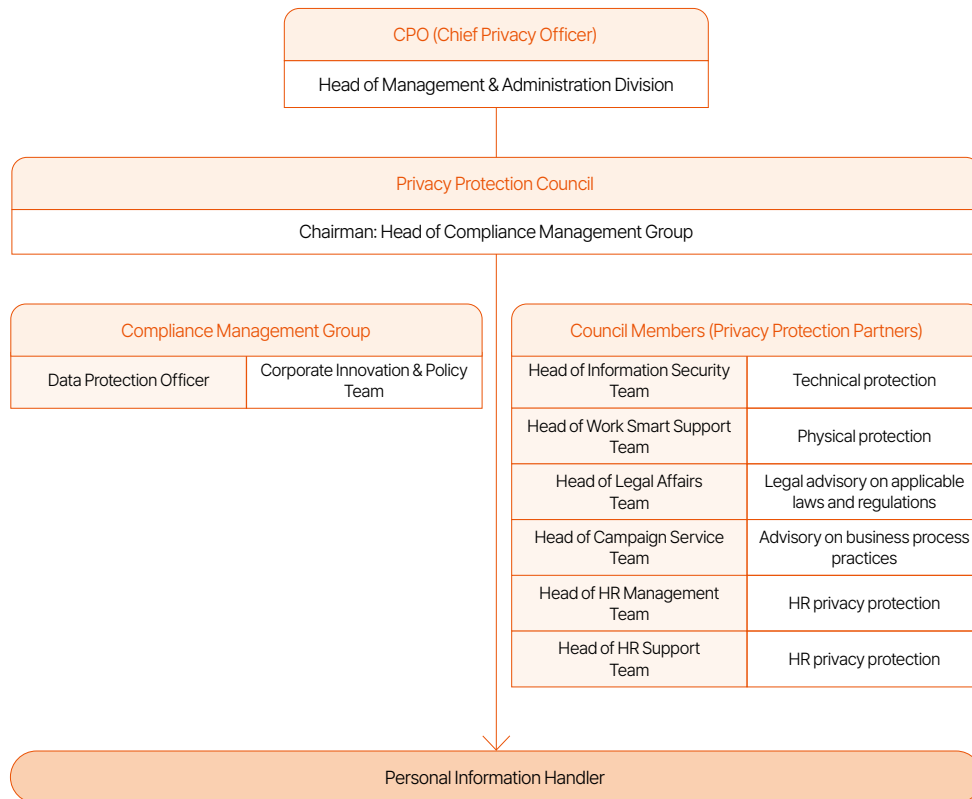 CPO (Chief Privacy Officer)
Head of Management & Administration Division
Privacy Protection Council
Chairman: Head of Compliance Management Group
Compliance Management Group
Data Protection Officer
Corporate Innovation & Policy
Team
Council Members (Privacy Protection Partners)
Head of Information Security
Team
Technical protection
Head of Work Smart Support
Team
Physical protection
Head of Legal Affairs
Team
Legal advisory on applicable
laws and regulations
Head of Campaign Service
Team
Advisory on business process
practices
Head of HR Management
Team
HR privacy protection
Head of HR Support
Team
HR privacy protection
Personal Information Handler